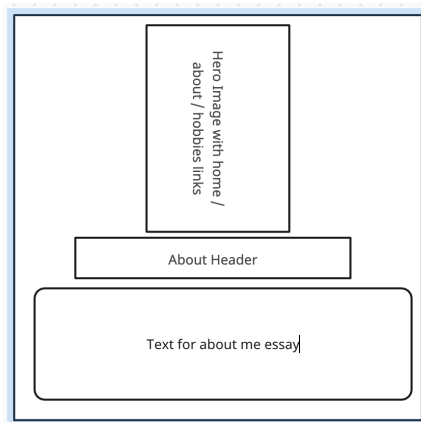 Hero Image with home /
about / hobbies links
About Header
Text for about me essay